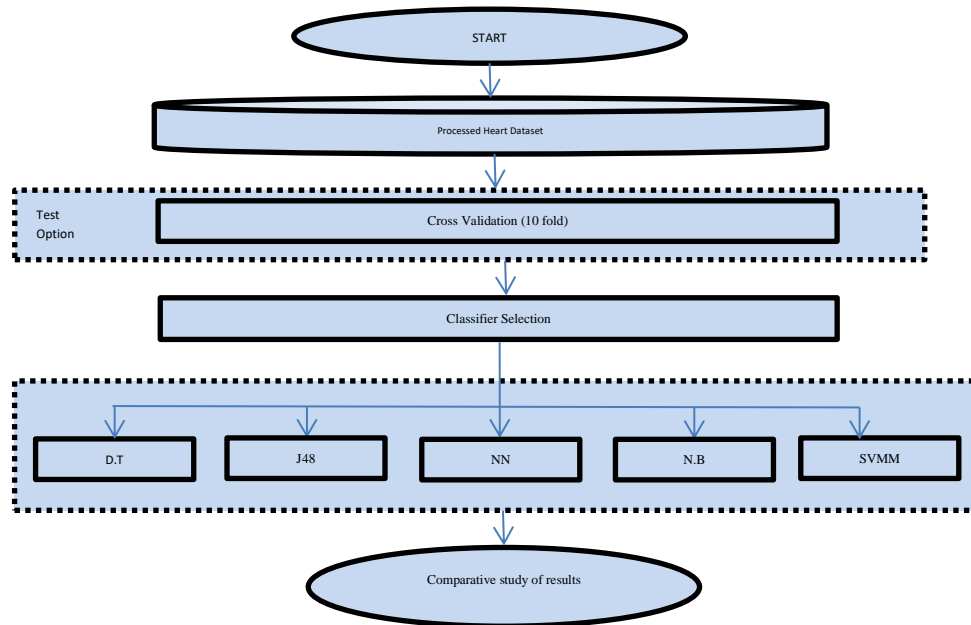 START
Processed Heart Dataset
Test
Option
Cross Validation (10 fold)
Classifier Selection
D.T
J48
NN
N.B
SVMM
Comparative study of results